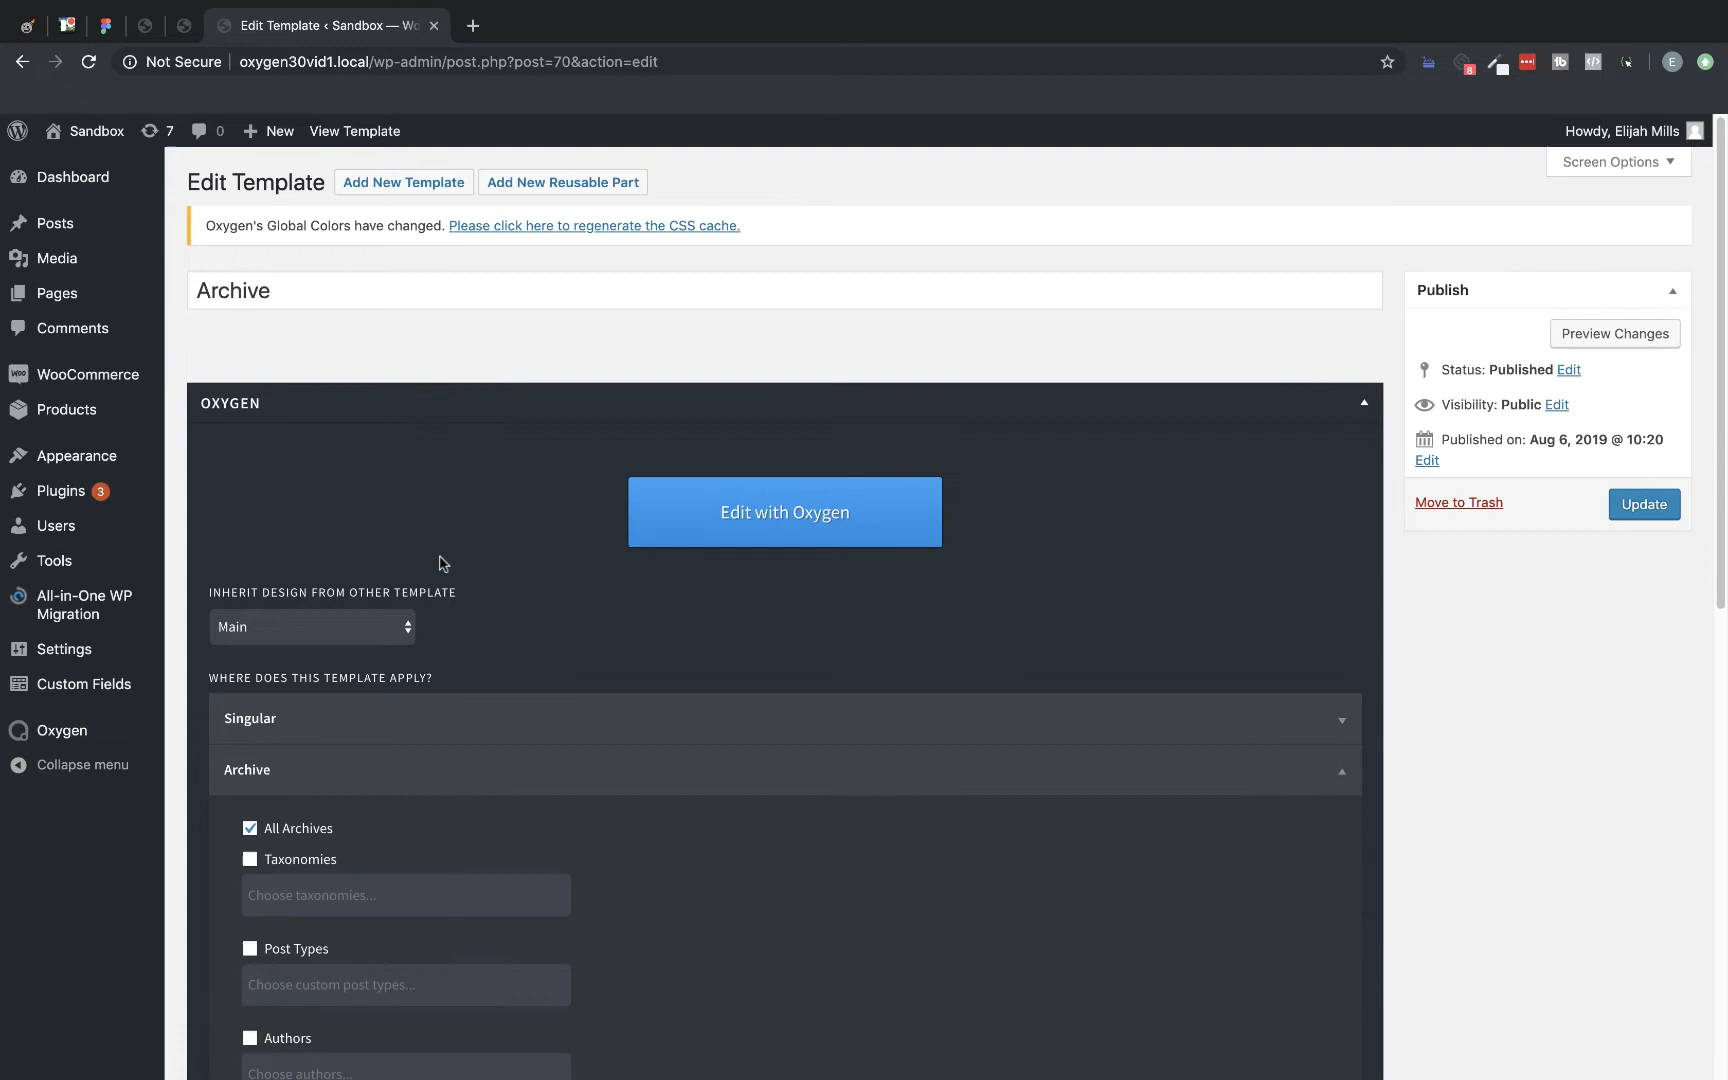 Edit Template ‹ Sandbox — Wo
Not Secure
oxygen30vid1.local/wp-admin/post.php?post=70&action=edit
8
tb
E
Sandbox
7
0
New
View Template
Howdy, Elijah Mills
Screen Options
Dashboard
Posts
Media
Pages
Comments
Woo
WooCommerce
Products
Appearance
Plugins 3
Users
Tools
All-in-One WP
Migration
Settings
Custom Fields
Oxygen
Collapse menu
Edit Template
Add New Template
Add New Reusable Part
Oxygen's Global Colors have changed. Please click here to regenerate the CSS cache.
Archive
OXYGEN
Edit with Oxygen
INHERIT DESIGN FROM OTHER TEMPLATE
Main
WHERE DOES THIS TEMPLATE APPLY?
Singular
Archive
All Archives
Taxonomies
Choose taxonomies...
Post Types
Choose custom post types...
Authors
Choose authors...
Publish
Preview Changes
Status: Published Edit
Visibility: Public Edit
Published on: Aug 6, 2019 @ 10:20
Edit
Move to Trash
Update